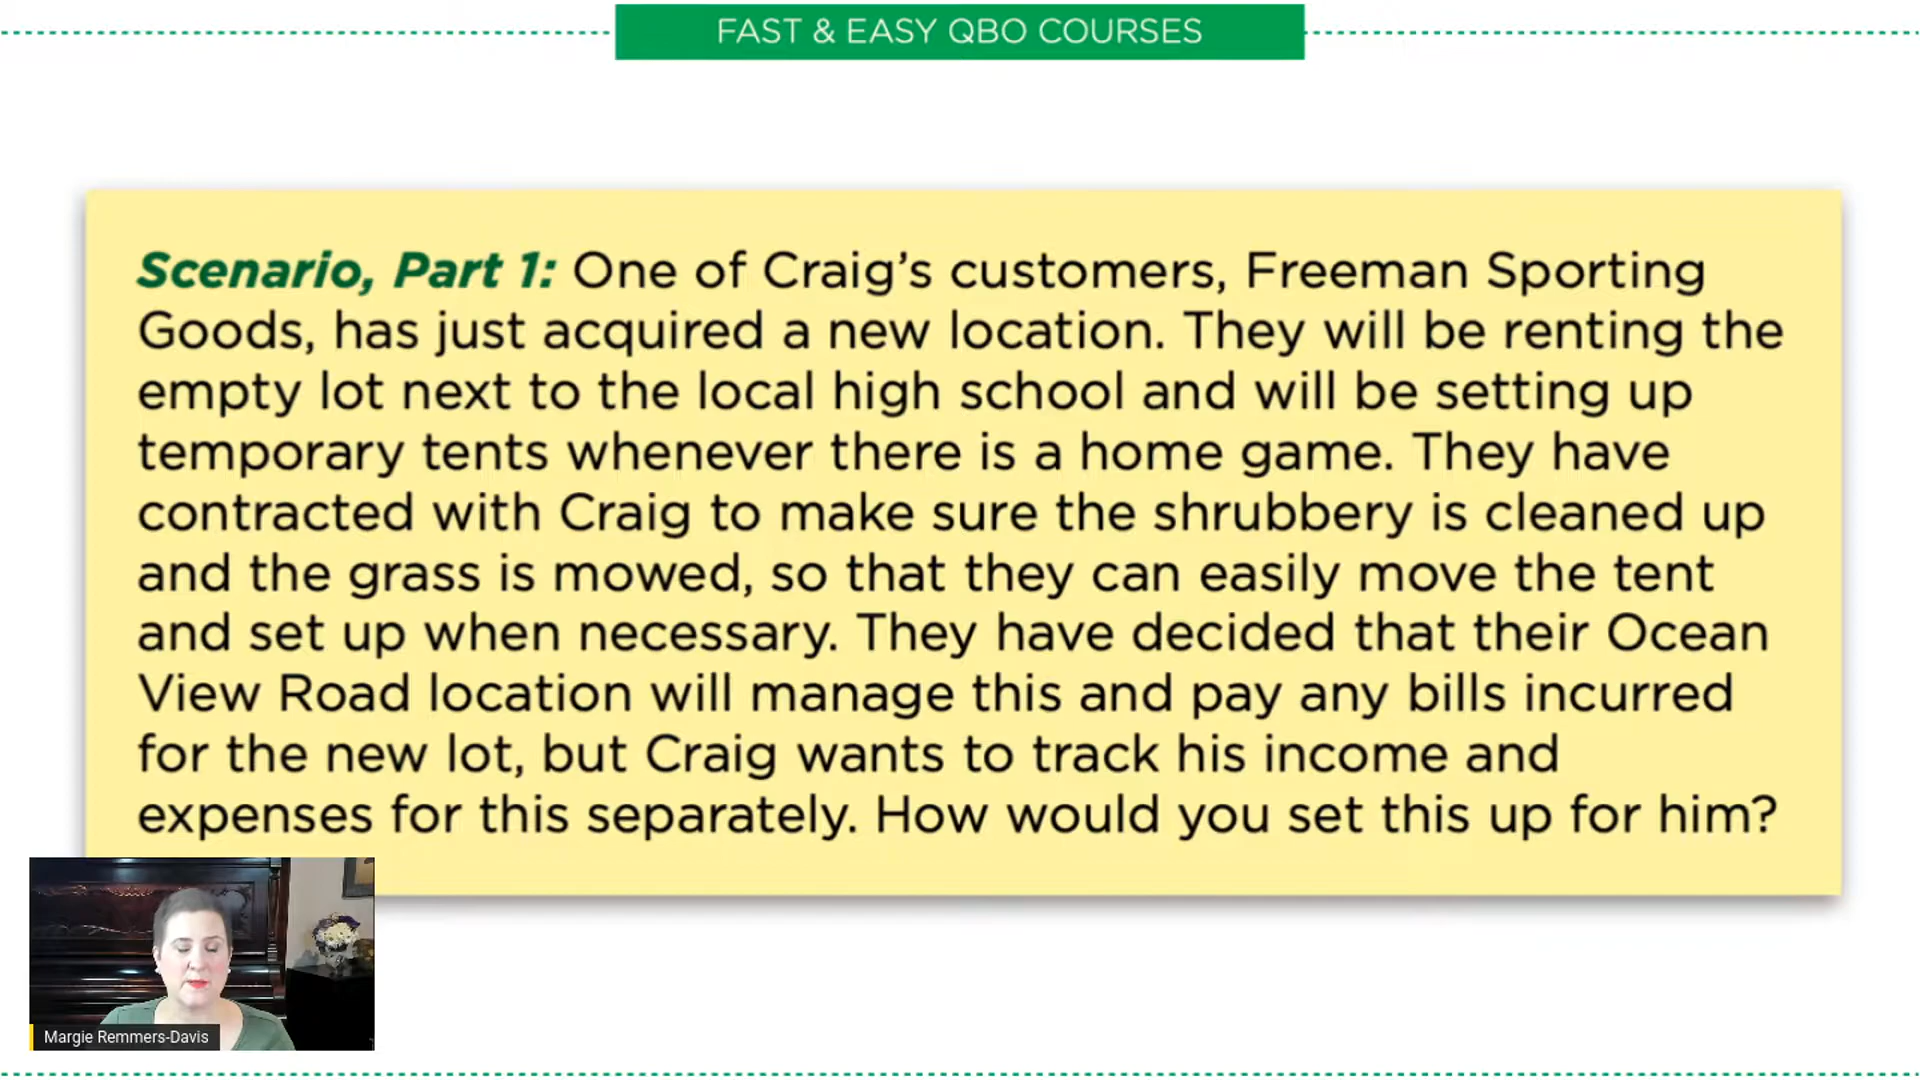 FAST & EASY QBO COURSES
Scenario, Part 1: One of Craig’s customers, Freeman Sporting
Goods, has just acquired a new location. They will be renting the
empty lot next to the local high school and will be setting up
temporary tents whenever there is a home game. They have
contracted with Craig to make sure the shrubbery is cleaned up
and the grass is mowed, so that they can easily move the tent
and set up when necessary. They have decided that their Ocean
View Road location will manage this and pay any bills incurred
for the new lot, but Craig wants to track his income and
expenses for this separately. How would you set this up for him?
Margie Remmers-Davis